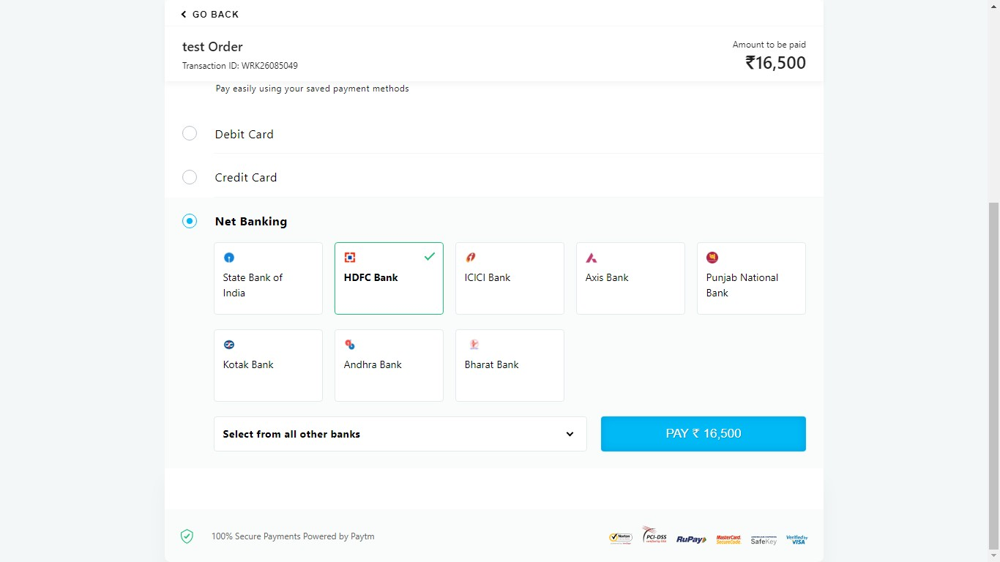 GO BACK
test Order
Amount to be paid
Transaction ID: WRK26085049
₹16,500
Pay easily using your saved payment methods
Debit Card
Credit Card
Net Banking
State Bank of
India
HDFC Bank
ICICI Bank
Axis Bank
Punjab National
Bank
Kotak Bank
Andhra Bank
Bharat Bank
Select from all other banks
PAY ₹ 16,500
100% Secure Payments Powered by Paytm
Norton
PCI-DSS
RuPay
MasterCard.
SecureCode.
AMERICAN EXPRESS
SafeKey
Verified by
VISA